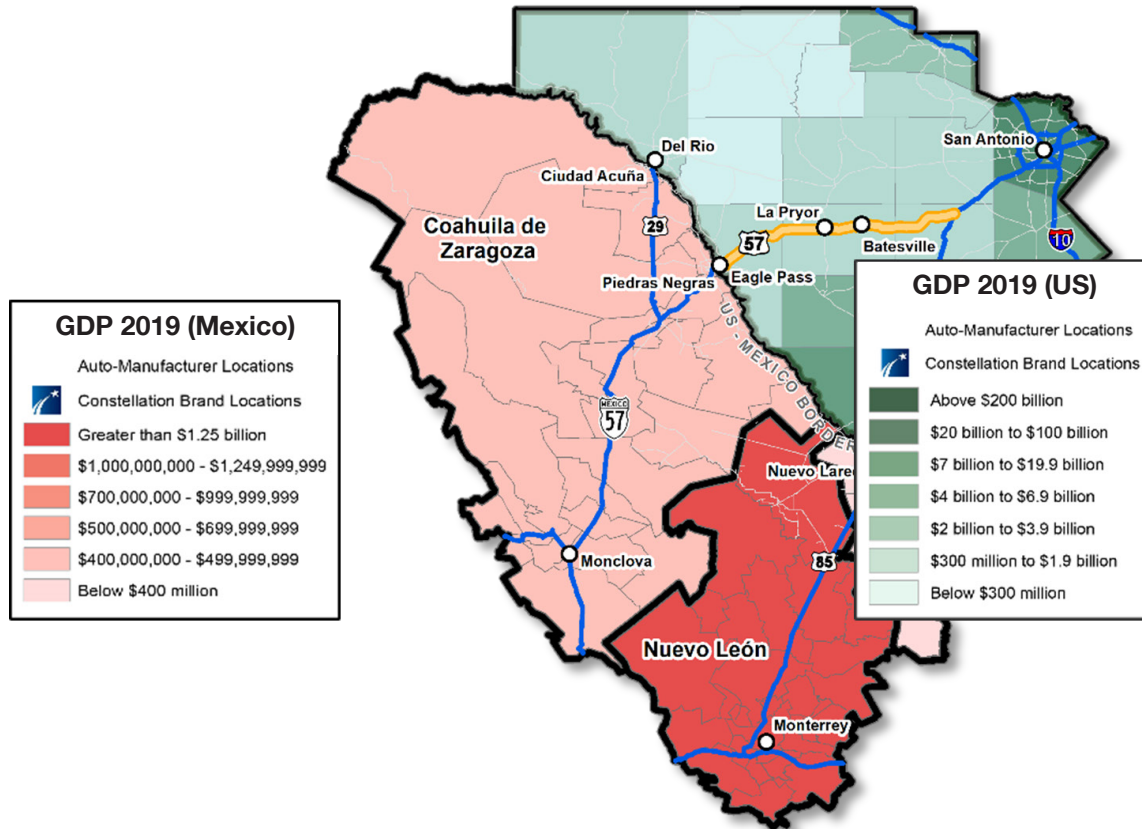 San Antonio
Del Rio
Ciudad Acuña
La Pryor
29
Coahuila de
Zaragoza
57
Batesville
10
Eagle Pass
Piedras Negras
US - MEXICO BORDER
GDP 2019 (US)
Auto-Manufacturer Locations
Constellation Brand Locations
Above $200 billion
$20 billion to $100 billion
$7 billion to $19.9 billion
$4 billion to $6.9 billion
$2 billion to $3.9 billion
$300 million to $1.9 billion
Below $300 million
GDP 2019 (Mexico)
Auto-Manufacturer Locations
Constellation Brand Locations
Greater than $1.25 billion
$1,000,000,000 - $1,249,999,999
$700,000,000 - $999,999,999
$500,000,000 - $699,999,999
$400,000,000 - $499,999,999
Below $400 million
MEXICO
57
Nuevo Lared
Monclova
85
Nuevo León
Monterrey